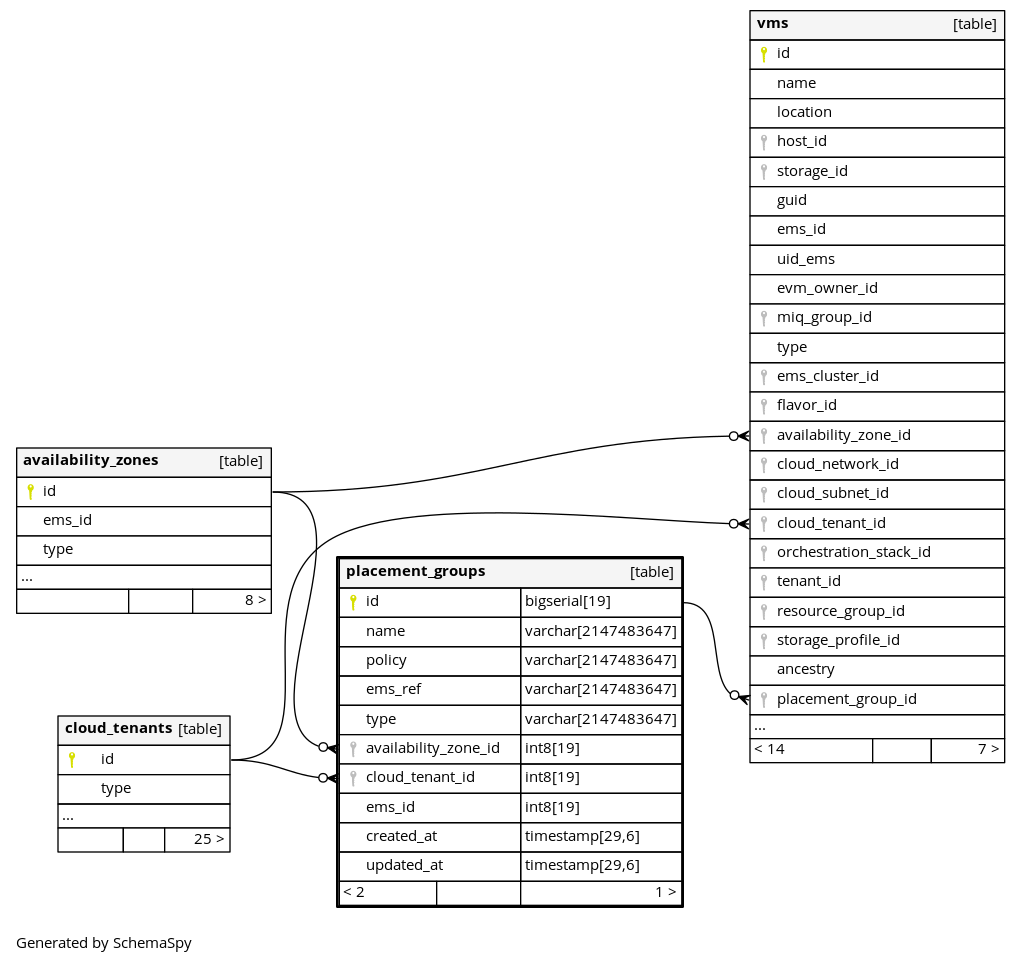 vms [table]
id
name
location
host_id
storage_id
guid
ems_id
uid_ems
evm_owner_id
miq_group_id
type
ems_cluster_id
flavor_id
availability_zone_id
cloud_network_id
cloud_subnet_id
cloud_tenant_id
orchestration_stack_id
tenant_id
resource_group_id
storage_profile_id
ancestry
placement_group_id
...
< 14 7 >
availability_zones [table]
id
ems_id
type
...
8 >
cloud_tenants [table]
id
type
...
25 >
placement_groups [table]
id bigserial[19]
name varchar[2147483647]
policy varchar[2147483647]
ems_ref varchar[2147483647]
type varchar[2147483647]
availability_zone_id int8[19]
cloud_tenant_id int8[19]
ems_id int8[19]
created_at timestamp[29,6]
updated_at timestamp[29,6]
< 2 1 >
Generated by SchemaSpy